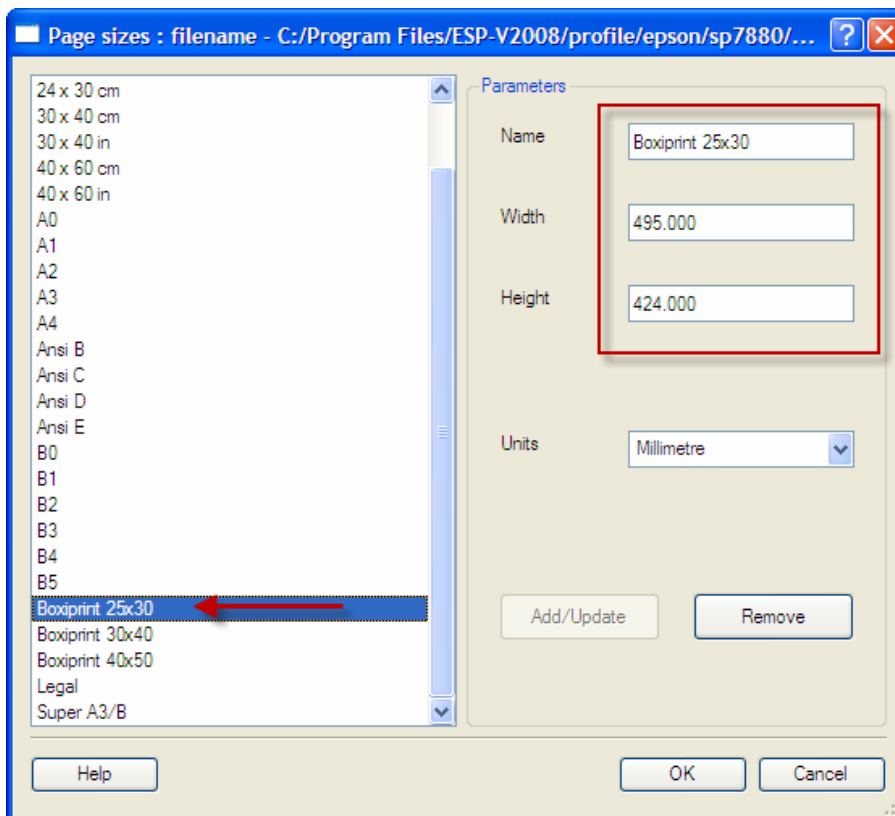 Page sizes : filename - C:/Program Files/ESP-V2008/profile/epson/sp7880/...
24 x 30 cm
30 x 40 cm
30 x 40 in
40 x 60 cm
40 x 60 in
A0
A1
A2
A3
A4
Ansi B
Ansi C
Ansi D
Ansi E
B0
B1
B2
B3
B4
B5
Boxiprint 25x30
Boxiprint 30x40
Boxiprint 40x50
Legal
Super A3/B
Parameters
Name Boxiprint 25x30
Width 495.000
Height 424.000
Units Millimetre
Add/Update Remove
Help OK Cancel